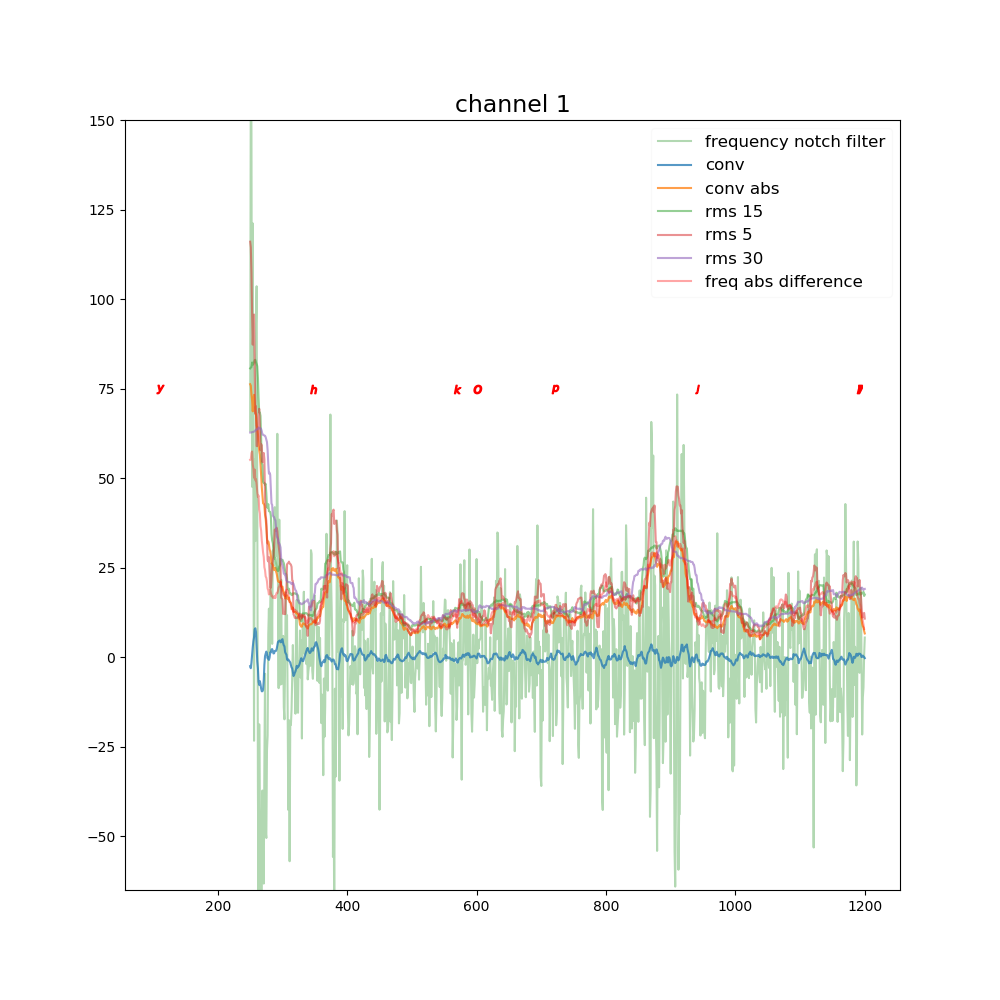 channel 1
150
frequency notch filter
conv
conv abs
rms 15
rms 5
rms 30
freq abs difference
125
100
75
y h k O p j
50
25
0
−25
−50
200 400 600 800 1000 1200